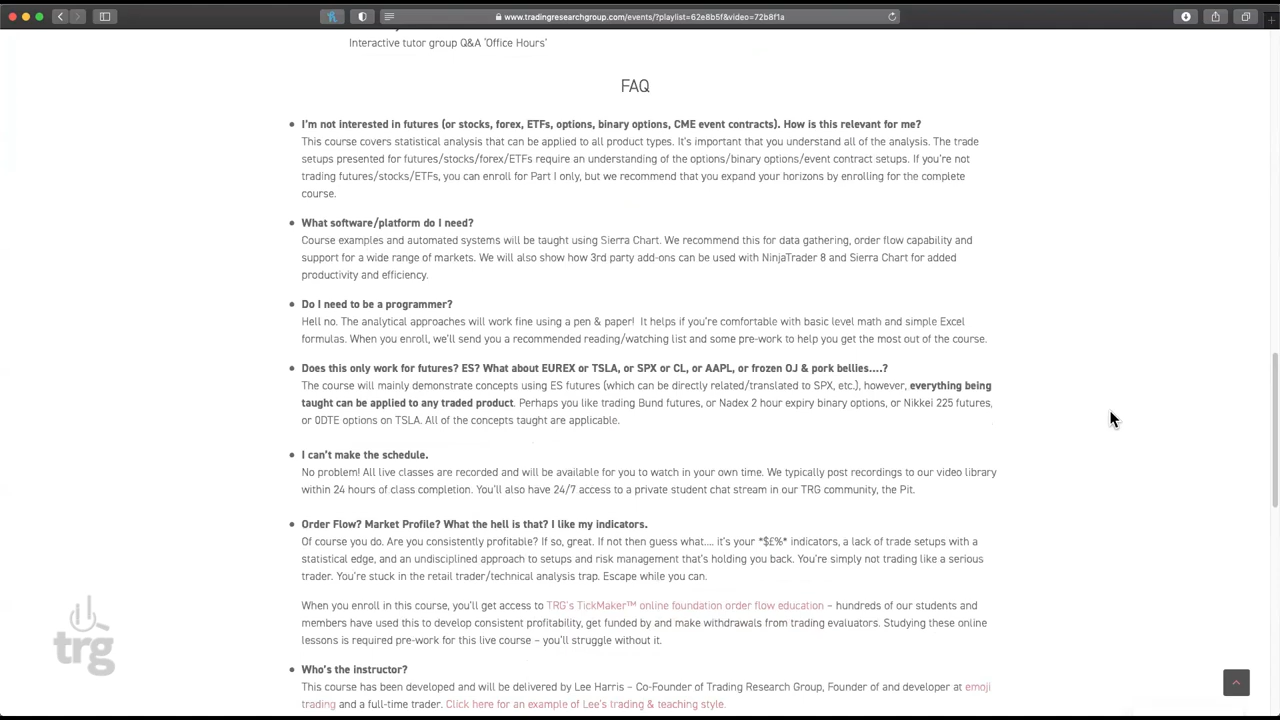 www.tradingresearchgroup.com/events/?playlist=62e8b5f&video=72b8f1a
Interactive tutor group Q&A 'Office Hours'
FAQ
I'm not interested in futures (or stocks, forex, ETFs, options, binary options, CME event contracts). How is this relevant for me?
This course covers statistical analysis that can be applied to all product types. It's important that you understand all of the analysis. The trade
setups presented for futures/stocks/forex/ETFs require an understanding of the options/binary options/event contract setups. If you're not
trading futures/stocks/ETFs, you can enroll for Part I only, but we recommend that you expand your horizons by enrolling for the complete
course.
What software/platform do I need?
Course examples and automated systems will be taught using Sierra Chart. We recommend this for data gathering, order flow capability and
support for a wide range of markets. We will also show how 3rd party add-ons can be used with NinjaTrader 8 and Sierra Chart for added
productivity and efficiency.
Do I need to be a programmer?
Hell no. The analytical approaches will work fine using a pen & paper!  It helps if you're comfortable with basic level math and simple Excel
formulas. When you enroll, we'll send you a recommended reading/watching list and some pre-work to help you get the most out of the course.
Does this only work for futures? ES? What about EUREX or TSLA, or SPX or CL, or AAPL, or frozen OJ & pork bellies....?
The course will mainly demonstrate concepts using ES futures (which can be directly related/translated to SPX, etc.), however, everything being
taught can be applied to any traded product. Perhaps you like trading Bund futures, or Nadex 2 hour expiry binary options, or Nikkei 225 futures,
or 0DTE options on TSLA. All of the concepts taught are applicable.
I can't make the schedule.
No problem! All live classes are recorded and will be available for you to watch in your own time. We typically post recordings to our video library
within 24 hours of class completion. You'll also have 24/7 access to a private student chat stream in our TRG community, the Pit.
Order Flow? Market Profile? What the hell is that? I like my indicators.
Of course you do. Are you consistently profitable? If so, great. If not then guess what.... it's your *$£%* indicators, a lack of trade setups with a
statistical edge, and an undisciplined approach to setups and risk management that's holding you back. You're simply not trading like a serious
trader. You're stuck in the retail trader/technical analysis trap. Escape while you can.
When you enroll in this course, you'll get access to TRG's TickMaker™ online foundation order flow education – hundreds of our students and
members have used this to develop consistent profitability, get funded by and make withdrawals from trading evaluators. Studying these online
lessons is required pre-work for this live course – you'll struggle without it.
trg
Who's the instructor?
This course has been developed and will be delivered by Lee Harris – Co-Founder of Trading Research Group, Founder of and developer at emoji
trading and a full-time trader. Click here for an example of Lee's trading & teaching style.